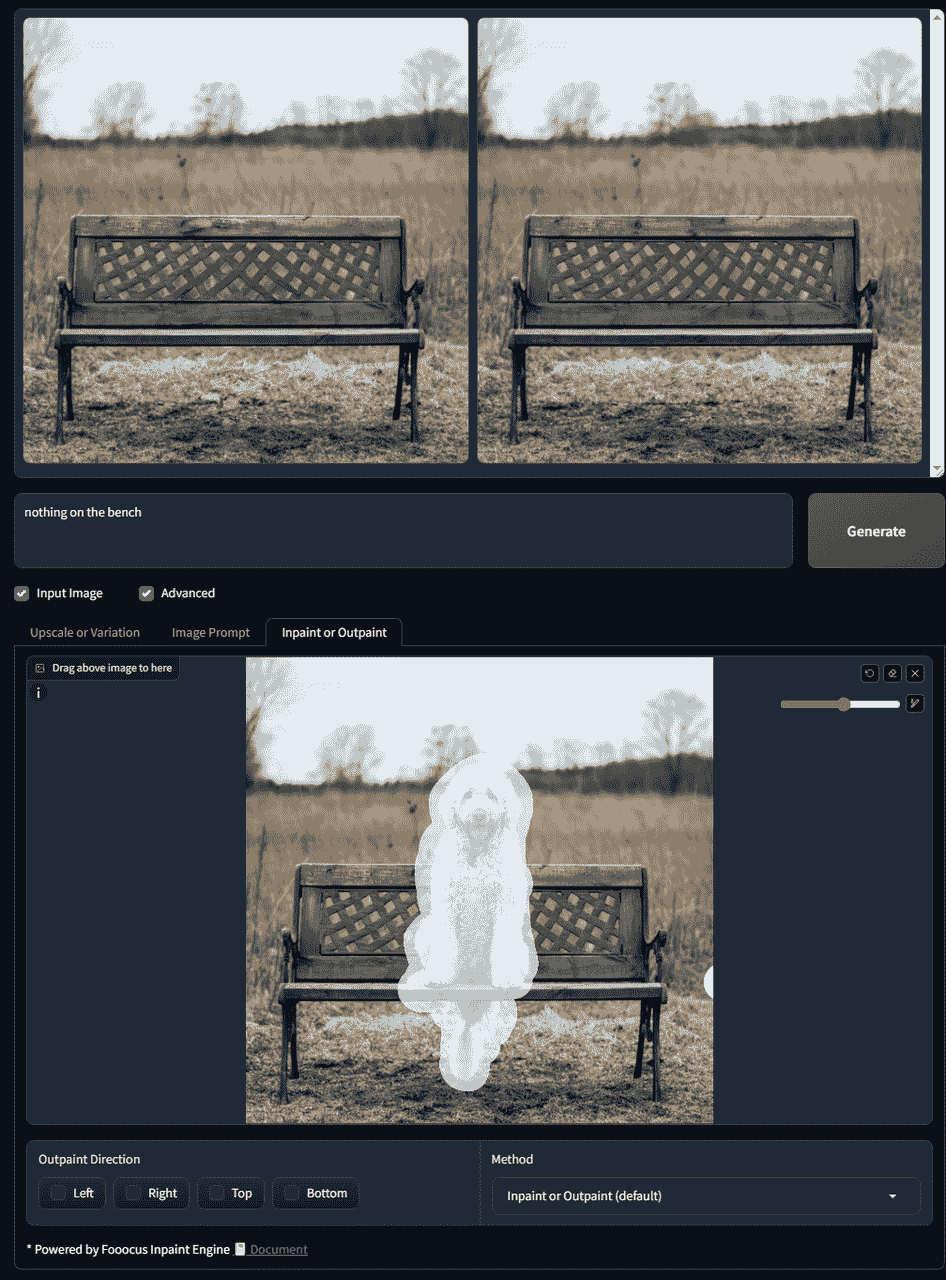 nothing on the bench
Generate
Input Image
Advanced
Upscale or Variation
Image Prompt
Inpaint or Outpaint
Drag above image to here
i
Outpaint Direction
Method
Left
Right
Top
Bottom
Inpaint or Outpaint (default)
* Powered by Fooocus Inpaint Engine 📔 Document